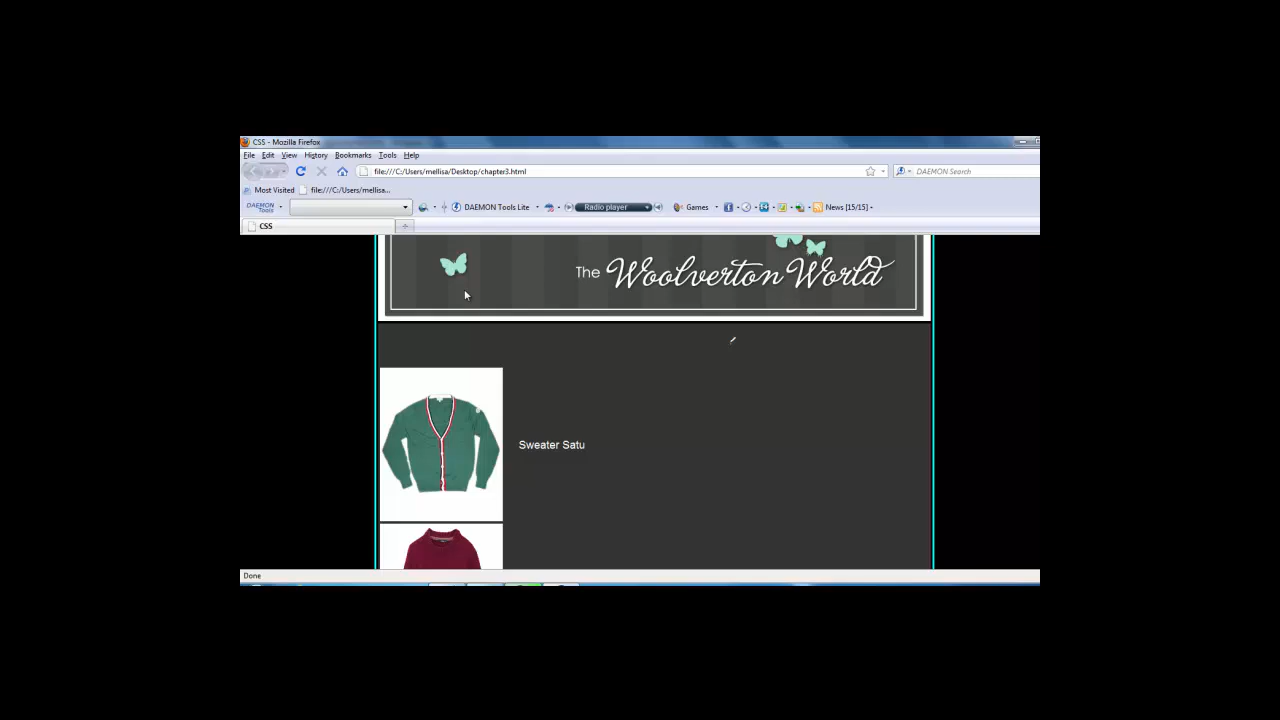 CSS - Mozilla Firefox
File Edit View History Bookmarks Tools Help
file:///C:/Users/mellisa/Desktop/chapter3.html
DAEMON Search
Most Visited file:///C:/Users/mellisa...
DAEMON Tools
DAEMON Tools Lite Radio player Games News [15/15]
CSS
The Woolverton World
Sweater Satu
Done